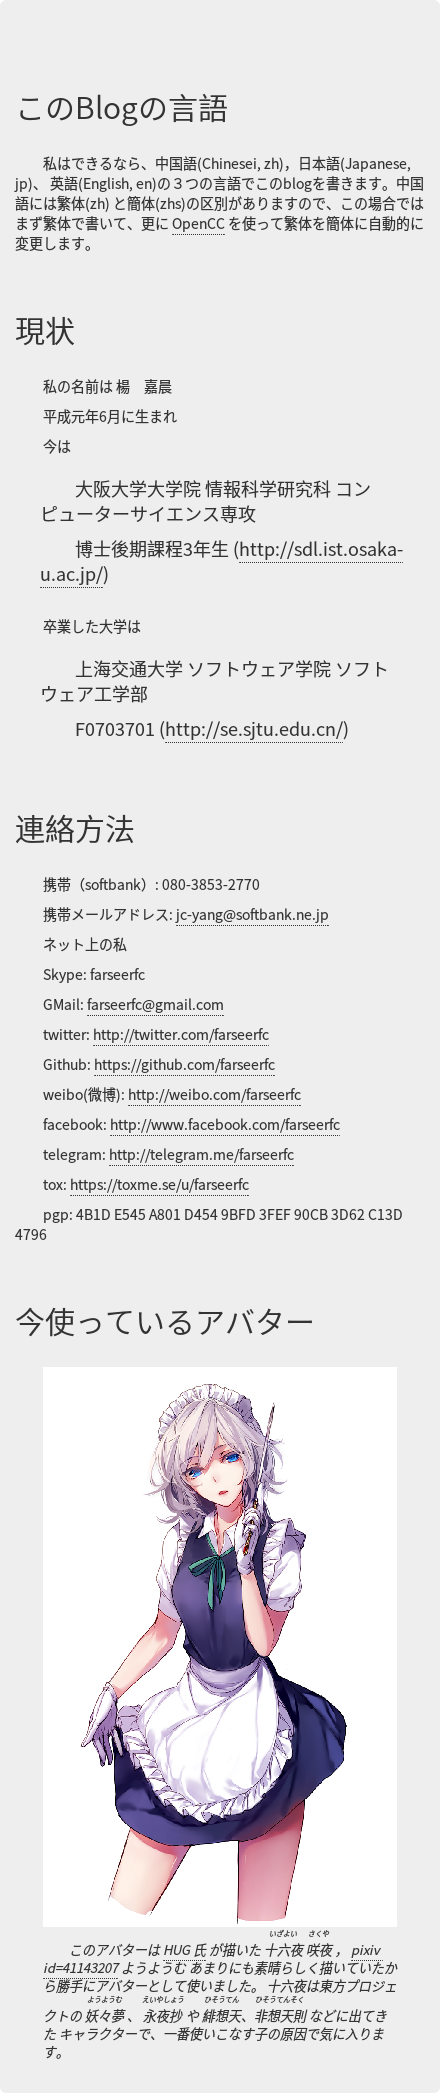 このBlogの言語
私はできるなら、中国語(Chinesei, zh)，日本語(Japanese,
jp)、 英語(English, en)の３つの言語でこのblogを書きます。中国
語には繁体(zh) と簡体(zhs)の区別がありますので、この場合では
まず繁体で書いて、更に OpenCC を使って繁体を簡体に自動的に
変更します。
現状
私の名前は 楊　嘉晨
平成元年6月に生まれ
今は
大阪大学大学院 情報科学研究科 コン
ピューターサイエンス専攻
博士後期課程3年生 (http://sdl.ist.osaka-
u.ac.jp/)
卒業した大学は
上海交通大学 ソフトウェア学院 ソフト
ウェア工学部
F0703701 (http://se.sjtu.edu.cn/)
連絡方法
携帯（softbank）: 080-3853-2770
携帯メールアドレス: jc-yang@softbank.ne.jp
ネット上の私
Skype: farseerfc
GMail: farseerfc@gmail.com
twitter: http://twitter.com/farseerfc
Github: https://github.com/farseerfc
weibo(微博): http://weibo.com/farseerfc
facebook: http://www.facebook.com/farseerfc
telegram: http://telegram.me/farseerfc
tox: https://toxme.se/u/farseerfc
pgp: 4B1D E545 A801 D454 9BFD 3FEF 90CB 3D62 C13D
4796
今使っているアバター
いざよい さくや
このアバターは HUG 氏 が描いた 十六夜 咲夜 ， pixiv
id=41143207 ようようむ あまりにも素晴らしく描いていたか
ら勝手にアバターとして使いました。 十六夜は東方プロジェ
ようようむ えいやしょう ひそうてん ひそうてんそく
クトの 妖々夢 、 永夜抄 や 緋想天、非想天則 などに出てき
た キャラクターで、一番使いこなす子の原因で気に入りま
す。